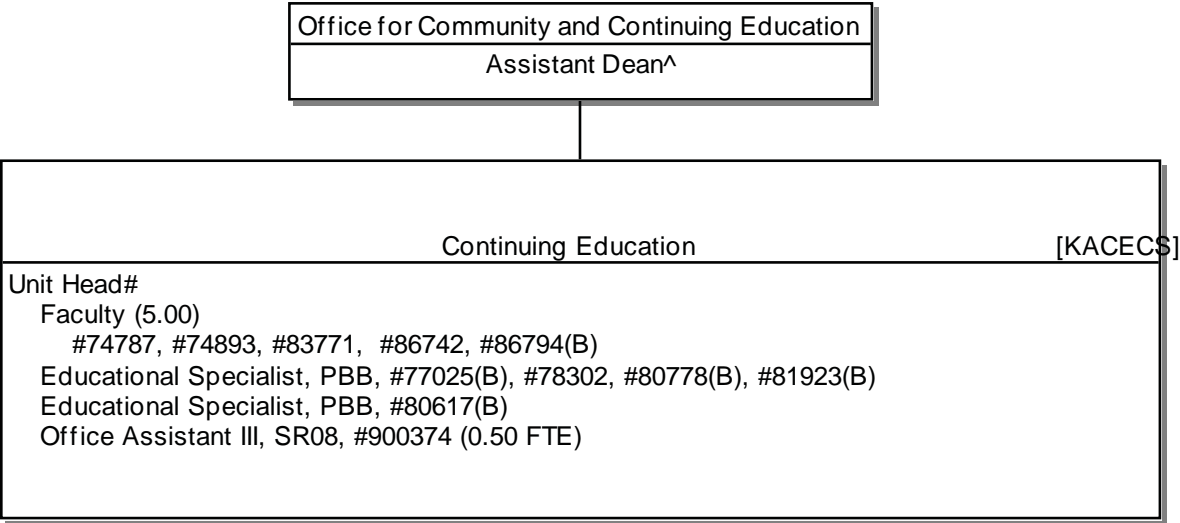 Office for Community and Continuing Education
Assistant Dean^
Continuing Education [KACECS]
Unit Head#
Faculty (5.00)
#74787, #74893, #83771, #86742, #86794(B)
Educational Specialist, PBB, #77025(B), #78302, #80778(B), #81923(B)
Educational Specialist, PBB, #80617(B)
Office Assistant III, SR08, #900374 (0.50 FTE)